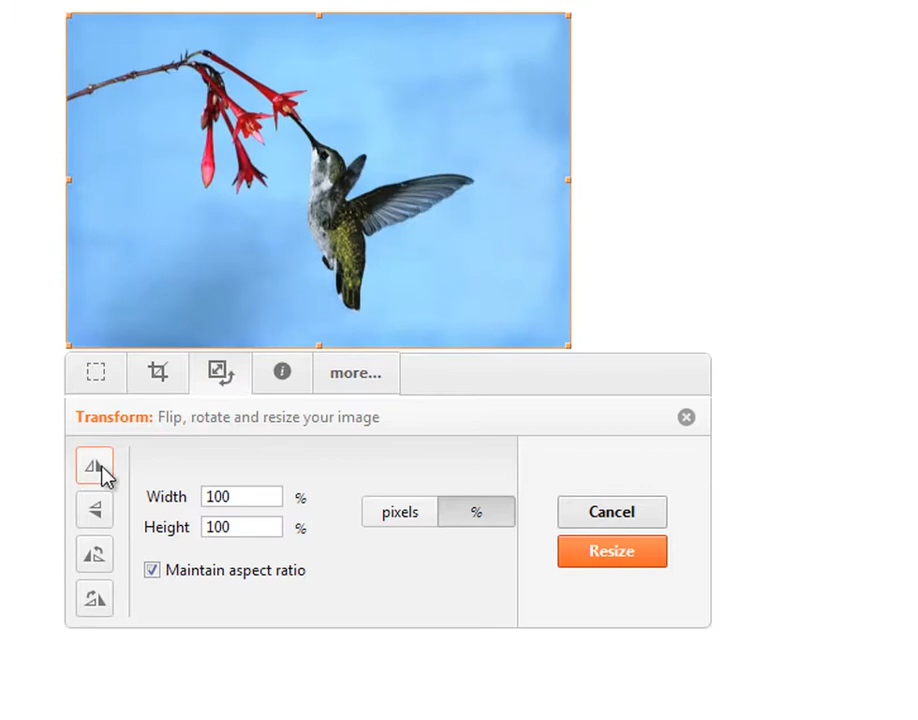 more...
Transform: Flip, rotate and resize your image
Width 100 %
Height 100 %
pixels %
Maintain aspect ratio
Cancel
Resize